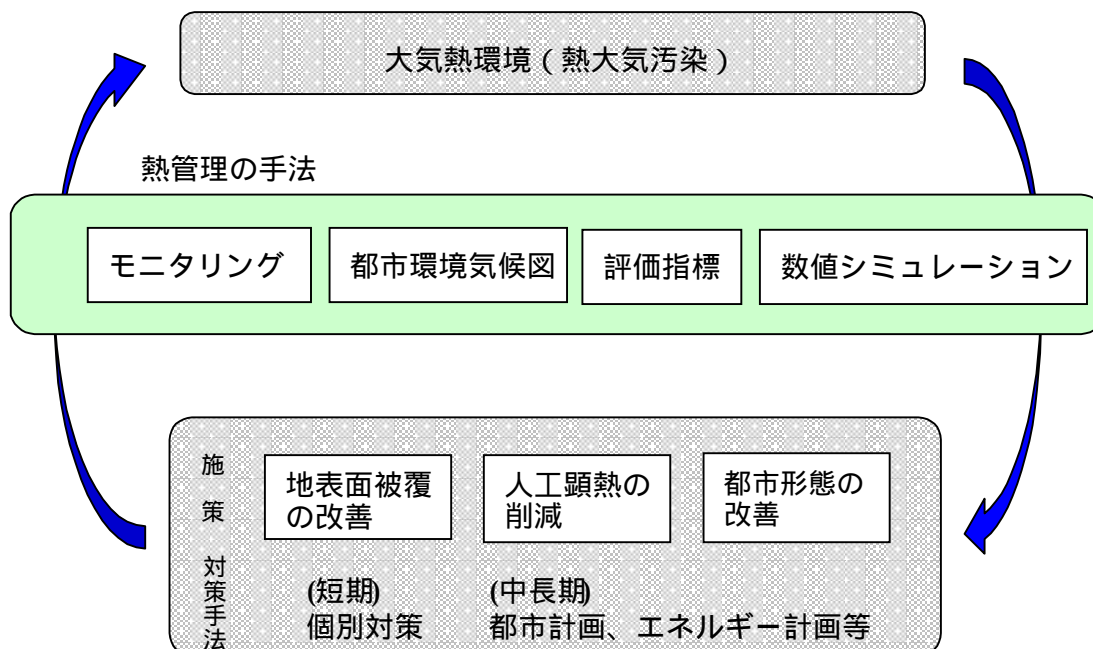 大気熱環境（熱大気汚染）
熱管理の手法
モニタリング
都市環境気候図
評価指標
数値シミュレーション
施策
地表面被覆
の改善
人工顕熱の
削減
都市形態の
改善
対策手法
(短期)
個別対策
(中長期)
都市計画、エネルギー計画等